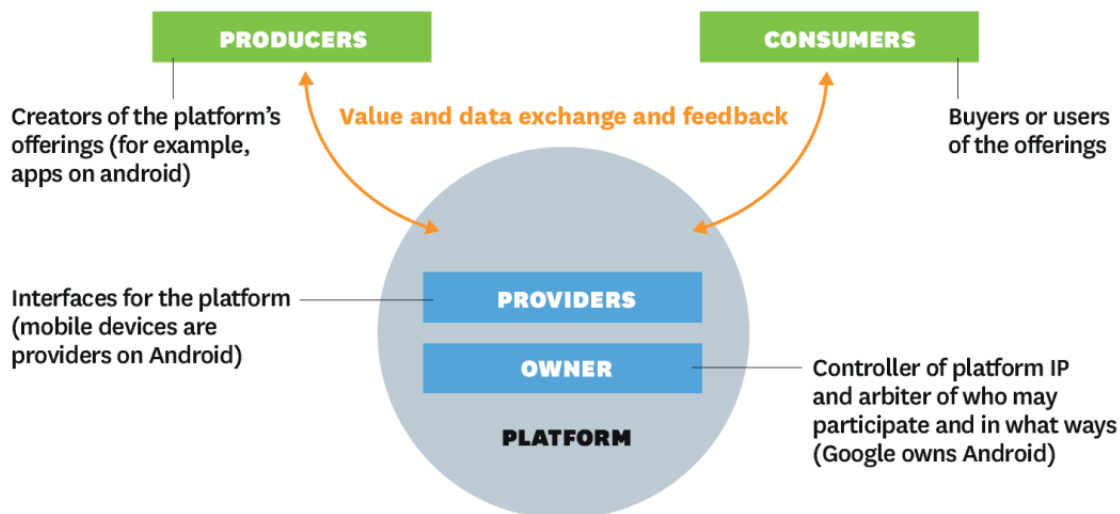 PRODUCERS
CONSUMERS
Creators of the platform’s
offerings (for example,
apps on android)
Value and data exchange and feedback
Buyers or users
of the offerings
Interfaces for the platform
(mobile devices are
providers on Android)
PROVIDERS
OWNER
Controller of platform IP
and arbiter of who may
participate and in what ways
(Google owns Android)
PLATFORM